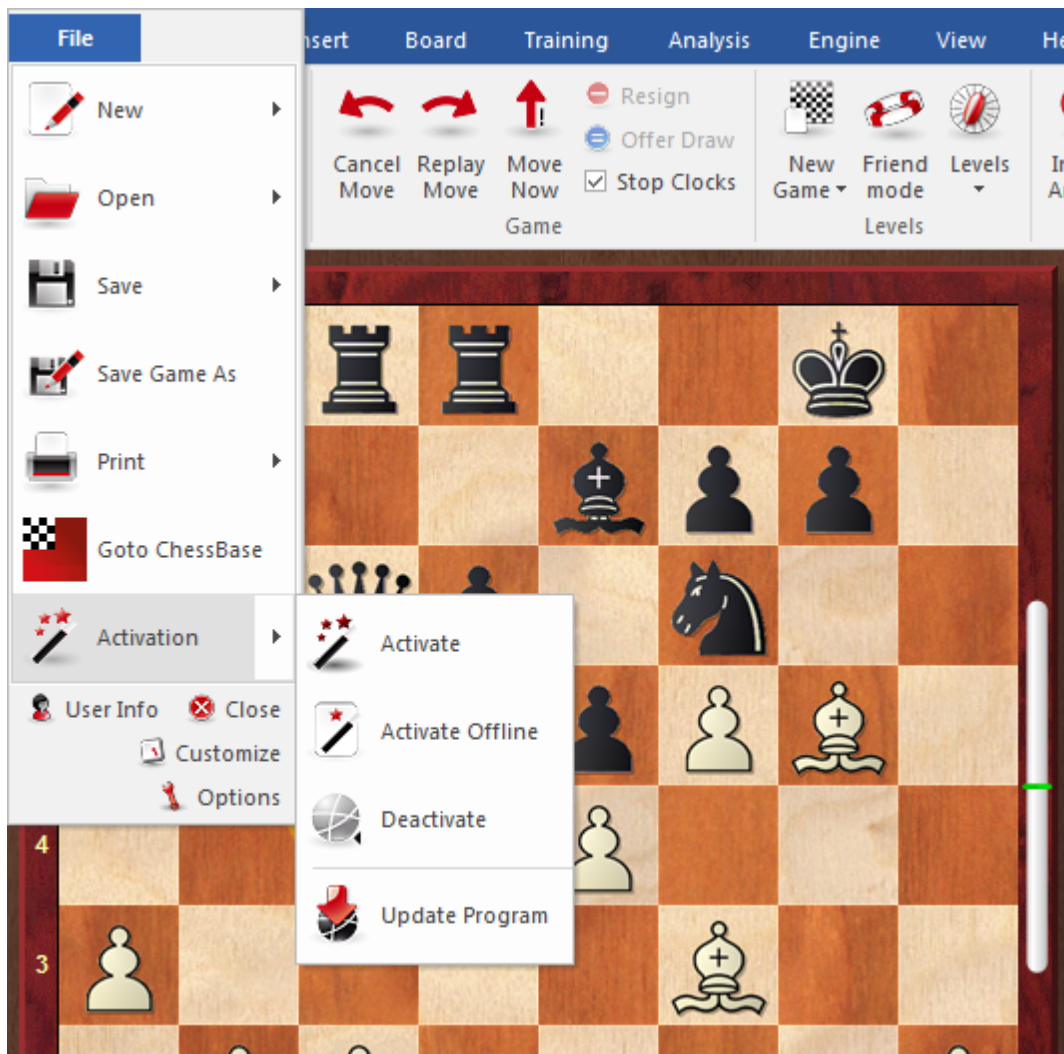 File
nsert
Board
Training
Analysis
Engine
View
He
New
Open
Save
Save Game As
Print
Goto ChessBase
Activation
User Info
Close
Customize
Options
Cancel
Move
Replay
Move
Move
Now
Resign
Offer Draw
Stop Clocks
Game
New
Game
Friend
mode
Levels
Levels
Activate
Activate Offline
Deactivate
Update Program
4
3